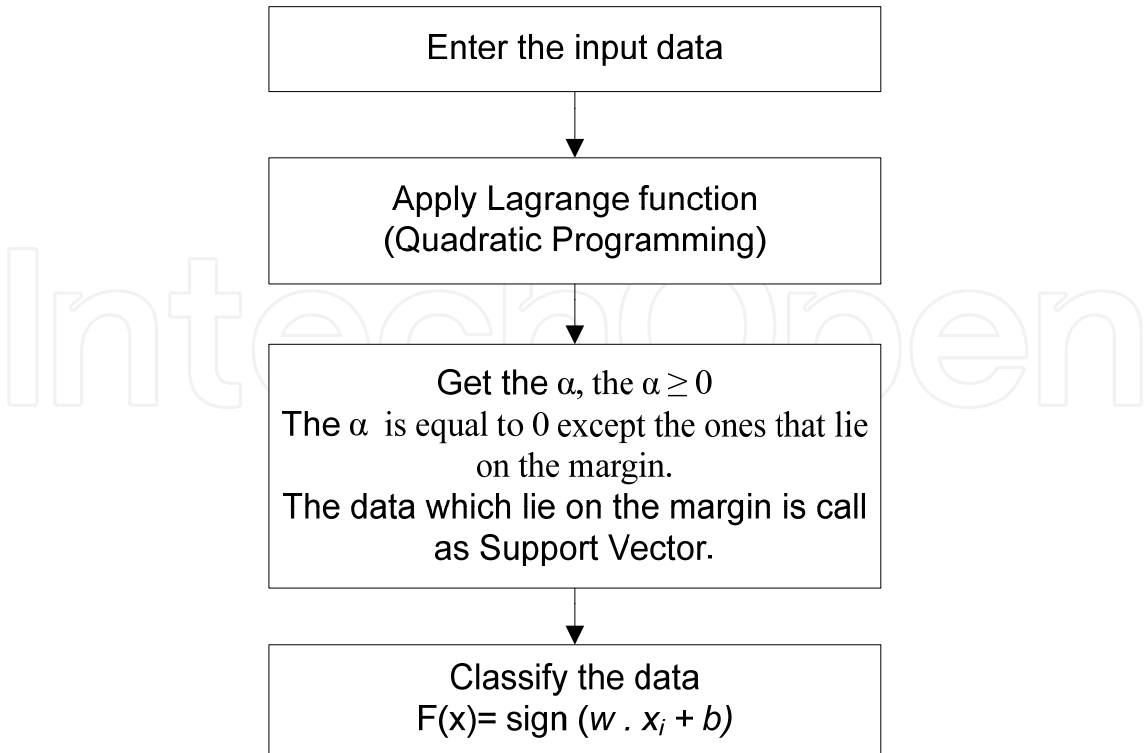 Enter the input data
Apply Lagrange function
(Quadratic Programming)
IntechOpen
Get the α, the α ≥ 0
The α is equal to 0 except the ones that lie
on the margin.
The data which lie on the margin is call
as Support Vector.
Classify the data
F(x)= sign (w . xᵢ + b)